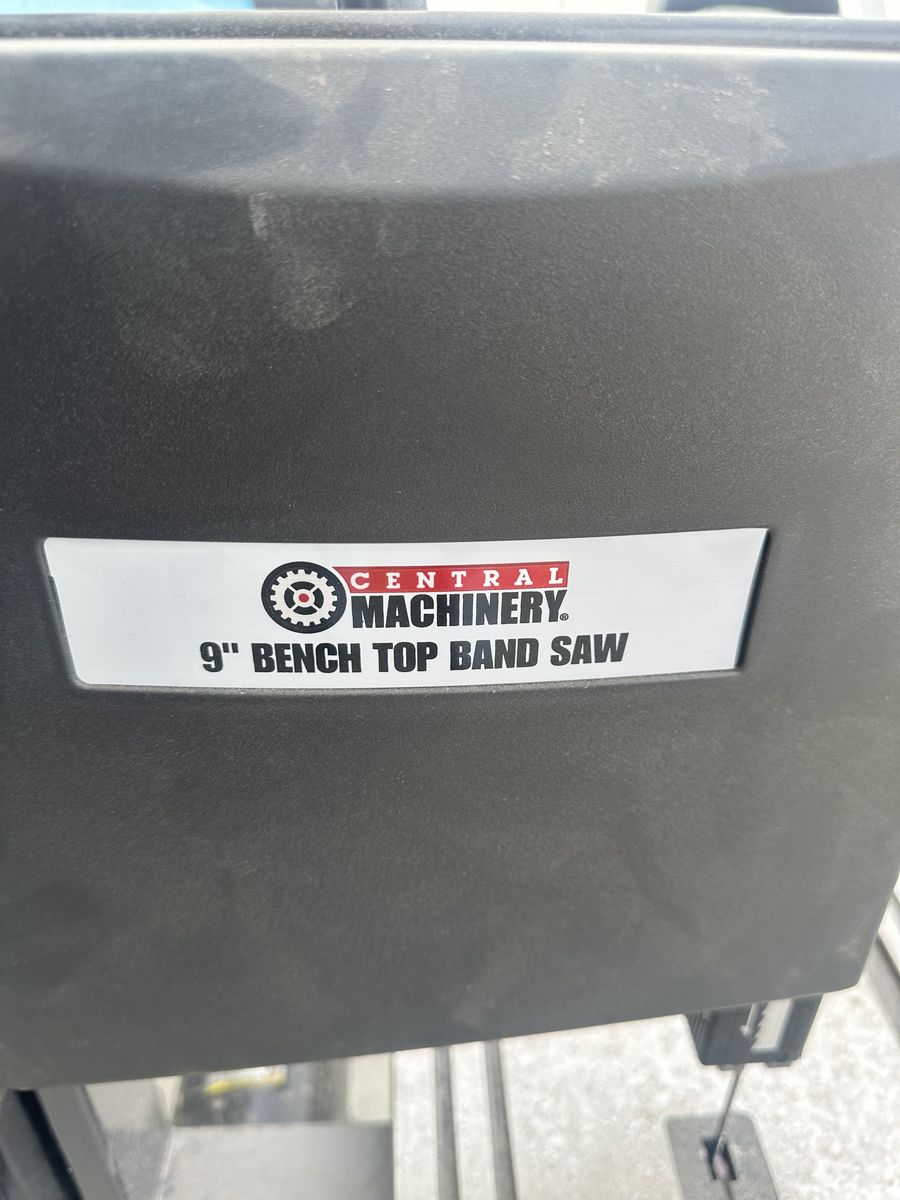 CENTRAL
MACHINERY®
9" BENCH TOP BAND SAW